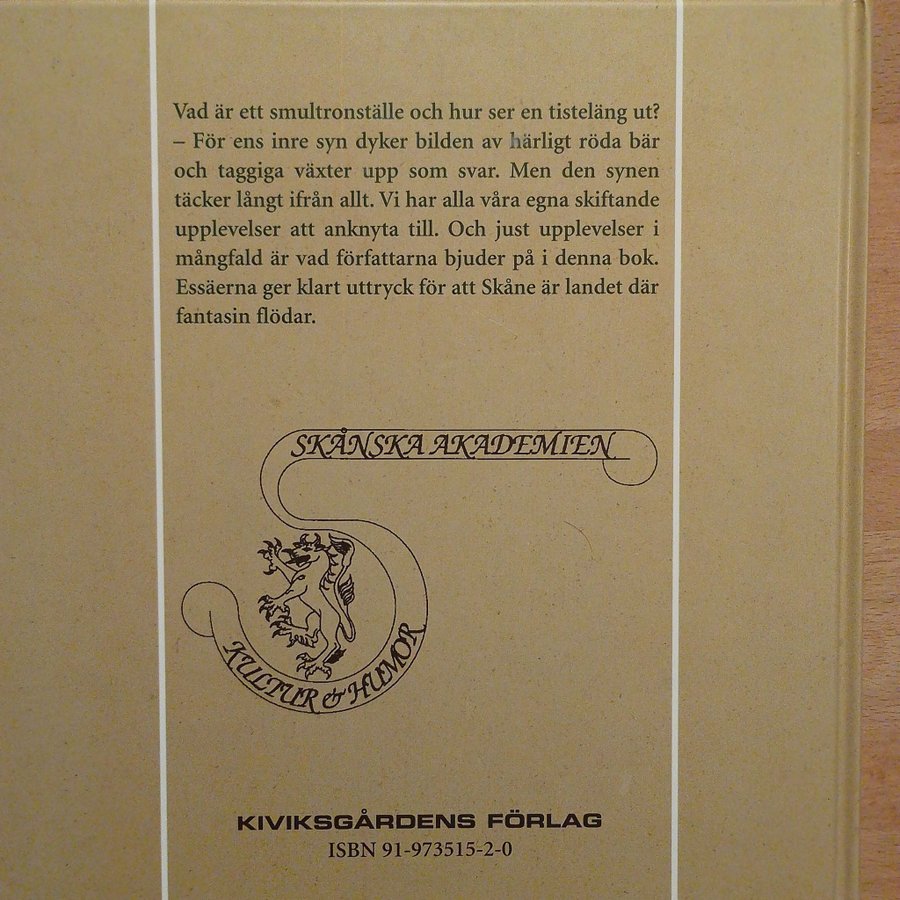 Vad är ett smultronställe och hur ser en tisteläng ut?
– För ens inre syn dyker bilden av härligt röda bär
och taggiga växter upp som svar. Men den synen
täcker långt ifrån allt. Vi har alla våra egna skiftande
upplevelser att anknyta till. Och just upplevelser i
mångfald är vad författarna bjuder på i denna bok.
Essäerna ger klart uttryck för att Skåne är landet där
fantasin flödar.
SKÅNSKA AKADEMIEN
KULTUR & HUMOR
KIVIKSGÅRDENS FÖRLAG
ISBN 91-973515-2-0